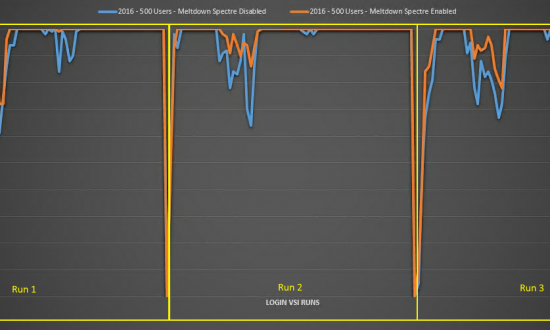 2016 - 500 Users - Meltdown Spectre Disabled
2016 - 500 Users - Meltdown Spectre Enabled
Run 1
Run 2
Run 3
LOGIN VSI RUNS